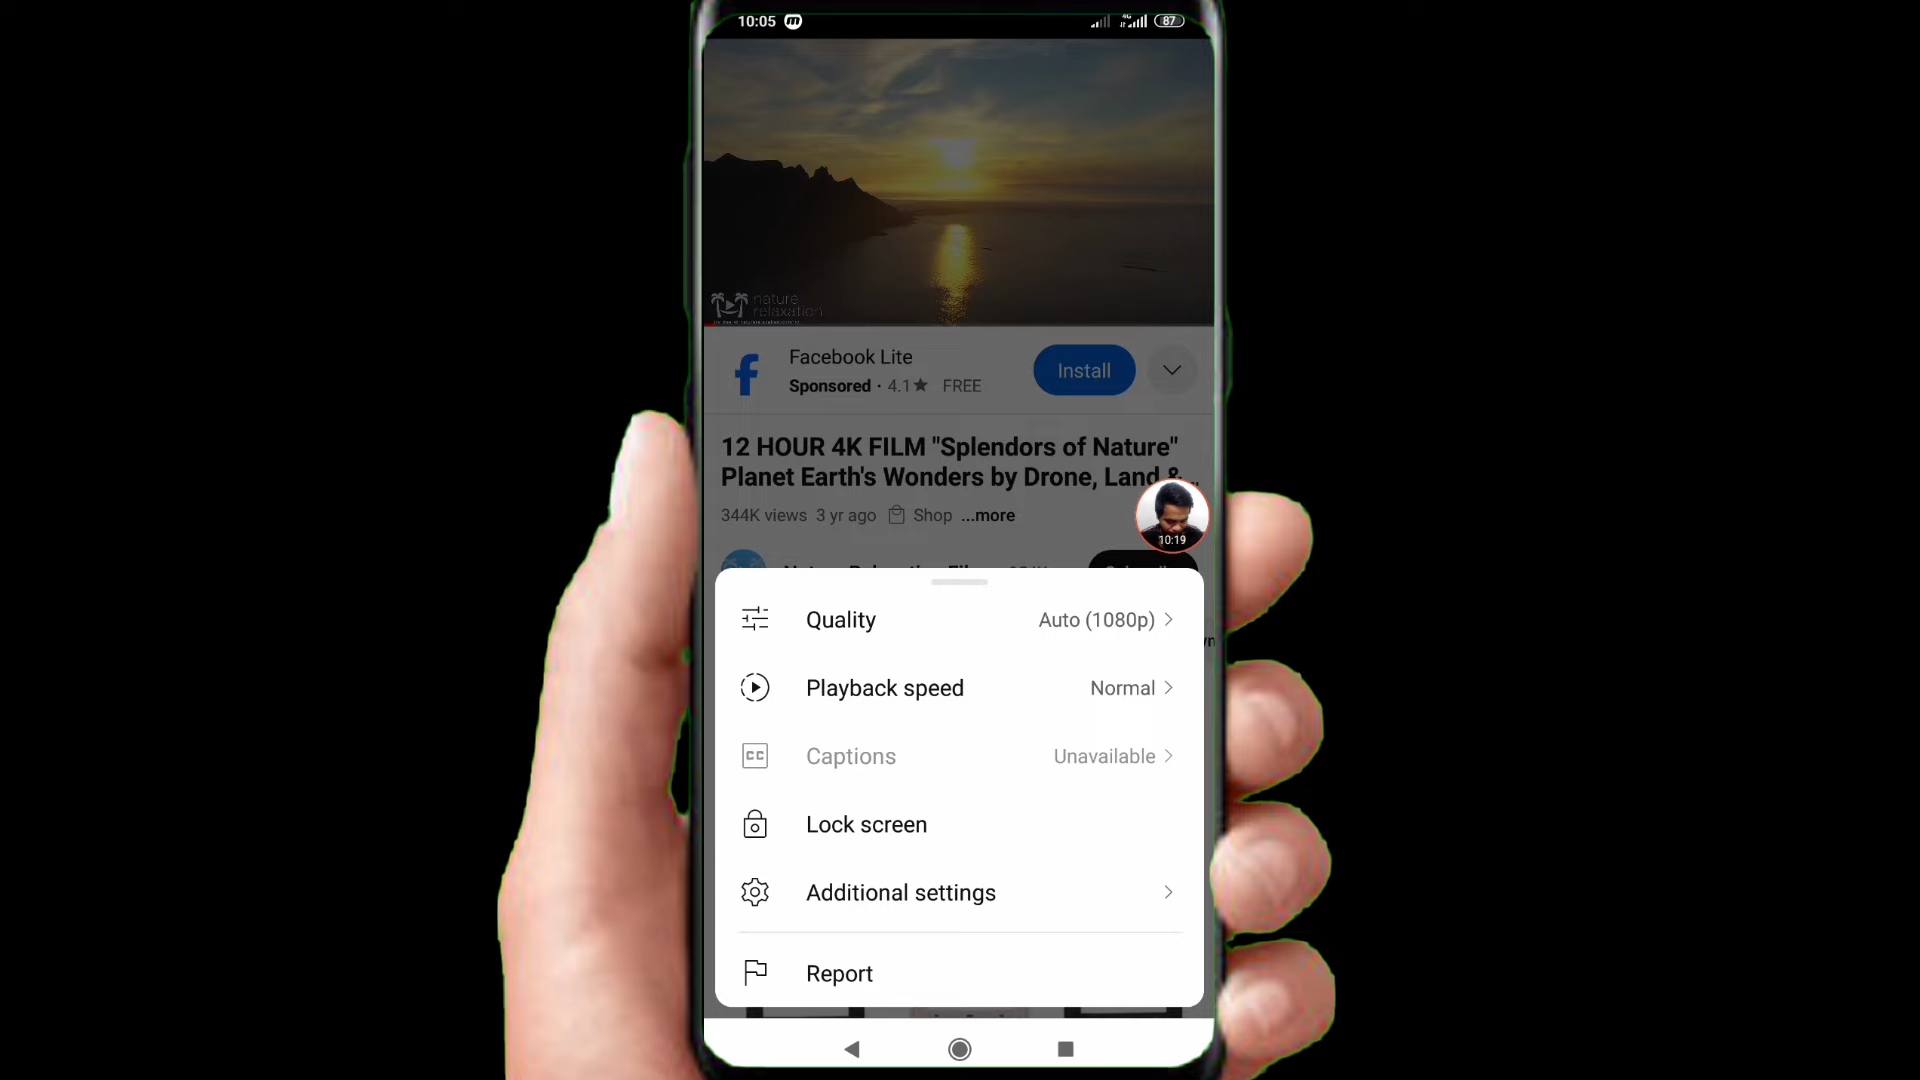 10:05
4G
87
nature
relaxation
Facebook Lite
Sponsored · 4.1★ FREE
Install
12 HOUR 4K FILM "Splendors of Nature"
Planet Earth's Wonders by Drone, Land &
344K views 3 yr ago Shop ...more
10:19
Quality
Auto (1080p)
Playback speed
Normal
CC
Captions
Unavailable
Lock screen
Additional settings
Report